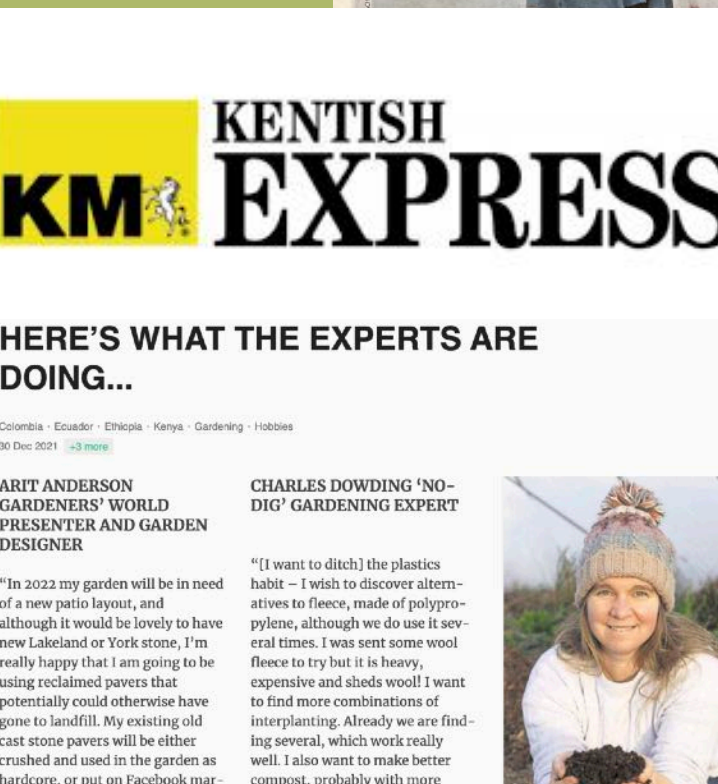 KM
KENTISH
EXPRESS
HERE'S WHAT THE EXPERTS ARE
DOING...
Colombia · Ecuador · Ethiopia · Kenya · Gardening · Hobbies
30 Dec 2021 +3 more
ARIT ANDERSON
GARDENERS' WORLD
PRESENTER AND GARDEN
DESIGNER
“In 2022 my garden will be in need
of a new patio layout, and
although it would be lovely to have
new Lakeland or York stone, I'm
really happy that I am going to be
using reclaimed pavers that
potentially could otherwise have
gone to landfill. My existing old
cast stone pavers will be either
crushed and used in the garden as
hardcore, or put on Facebook mar-
CHARLES DOWDING ‘NO-
DIG’ GARDENING EXPERT
“[I want to ditch] the plastics
habit – I wish to discover altern-
atives to fleece, made of polypro-
pylene, although we do use it sev-
eral times. I was sent some wool
fleece to try but it is heavy,
expensive and sheds wool! I want
to find more combinations of
interplanting. Already we are find-
ing several, which work really
well. I also want to make better
compost, probably with more